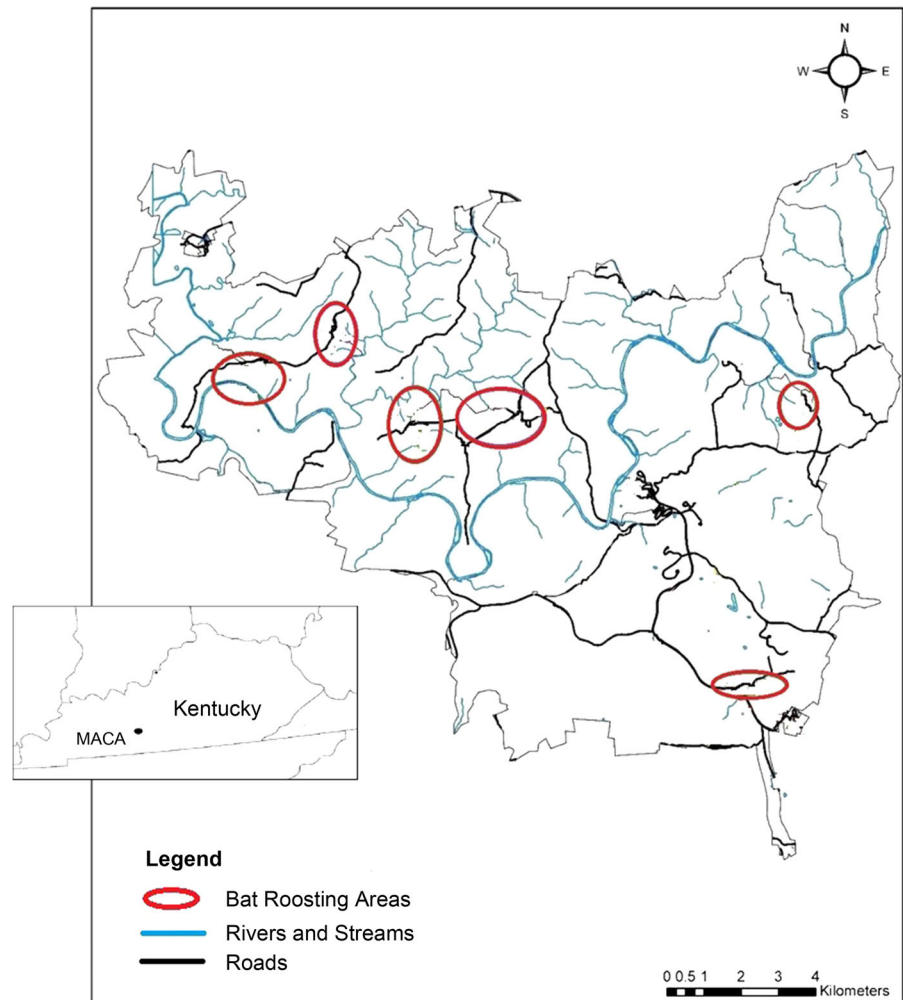 N
W E
S
Kentucky
MACA
Legend
Bat Roosting Areas
Rivers and Streams
Roads
0 0.5 1 2 3 4
Kilometers